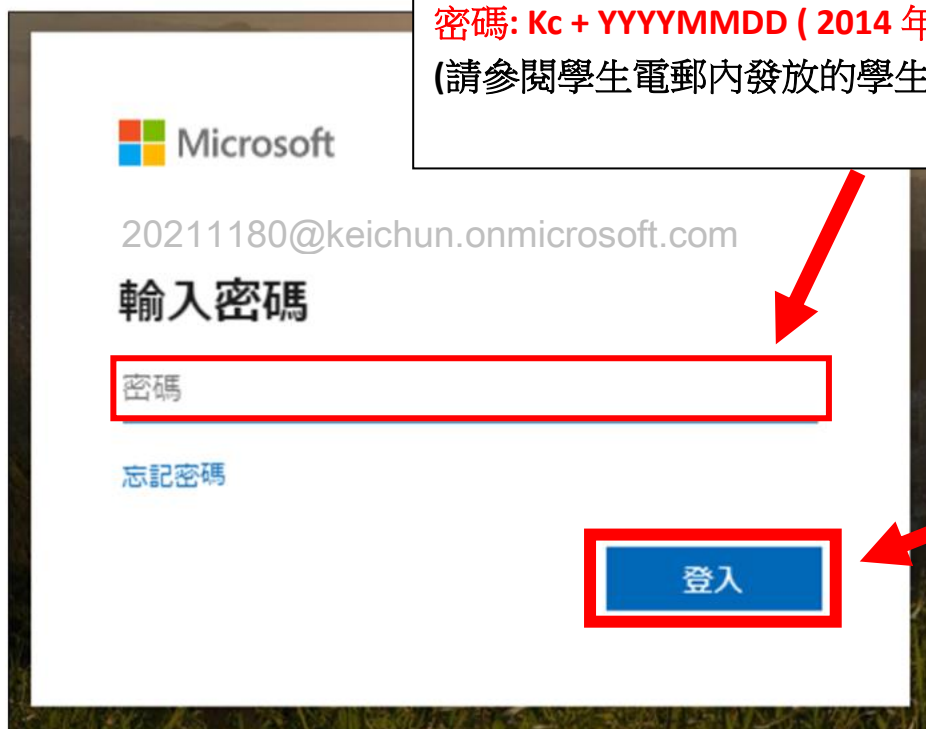 密碼: Kc + YYYYMMDD ( 2014 年
(請參閱學生電郵內發放的學生
Microsoft
20211180@keichun.onmicrosoft.com
輸入密碼
密碼
忘記密碼
登入